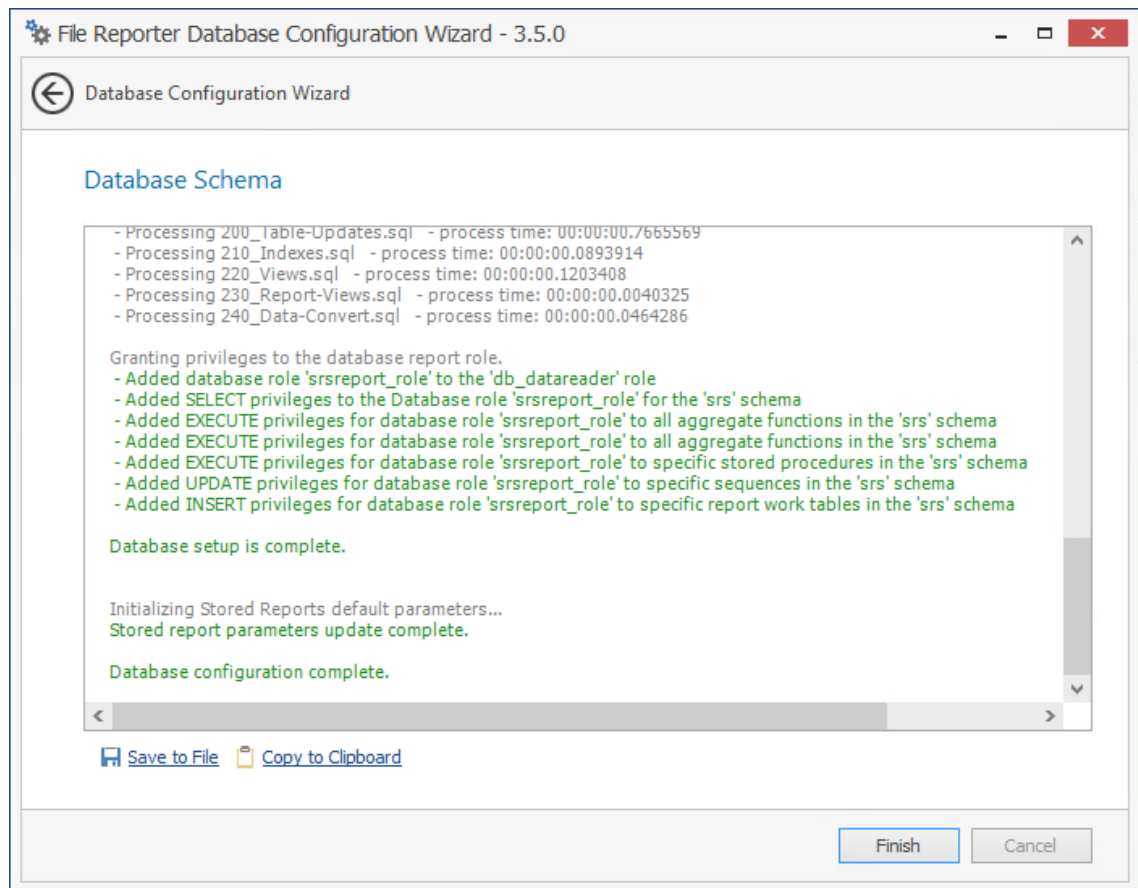 File Reporter Database Configuration Wizard - 3.5.0
Database Configuration Wizard
Database Schema
- Processing 200_Table-Updates.sql - process time: 00:00:00.7665569
- Processing 210_Indexes.sql - process time: 00:00:00.0893914
- Processing 220_Views.sql - process time: 00:00:00.1203408
- Processing 230_Report-Views.sql - process time: 00:00:00.0040325
- Processing 240_Data-Convert.sql - process time: 00:00:00.0464286
Granting privileges to the database report role.
- Added database role 'srsreport_role' to the 'db_datareader' role
- Added SELECT privileges to the Database role 'srsreport_role' for the 'srs' schema
- Added EXECUTE privileges for database role 'srsreport_role' to all aggregate functions in the 'srs' schema
- Added EXECUTE privileges for database role 'srsreport_role' to all aggregate functions in the 'srs' schema
- Added EXECUTE privileges for database role 'srsreport_role' to specific stored procedures in the 'srs' schema
- Added UPDATE privileges for database role 'srsreport_role' to specific sequences in the 'srs' schema
- Added INSERT privileges for database role 'srsreport_role' to specific report work tables in the 'srs' schema
Database setup is complete.
Initializing Stored Reports default parameters...
Stored report parameters update complete.
Database configuration complete.
Save to File Copy to Clipboard
Finish Cancel